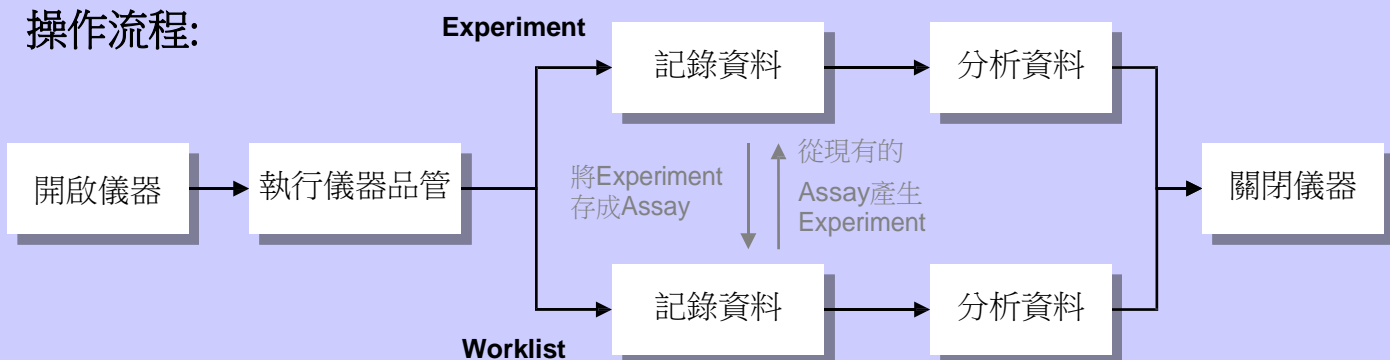 操作流程:
Experiment
記錄資料
分析資料
開啟儀器
執行儀器品管
將Experiment
存成Assay
從現有的
Assay產生
Experiment
關閉儀器
記錄資料
分析資料
Worklist